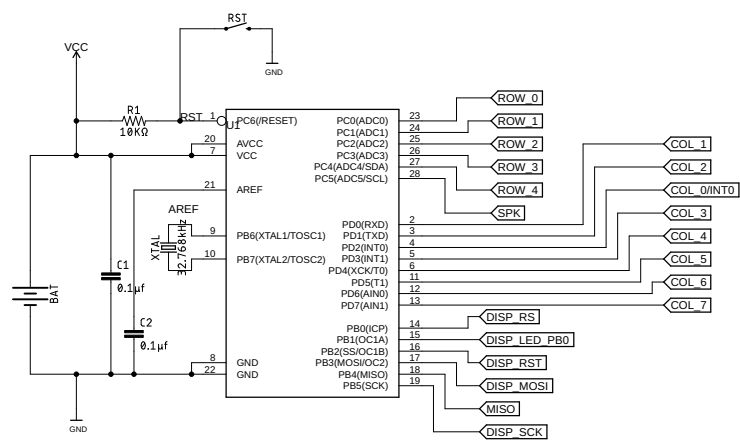 RST
VCC
GND
R1
10KΩ
RST 1
U1
PC6(/RESET)
20 AVCC
7 VCC
21 AREF
AREF
XTAL
32.768kHz
9 PB6(XTAL1/TOSC1)
10 PB7(XTAL2/TOSC2)
C1
0.1µf
BAT
C2
0.1µf
8 GND
22 GND
GND
PC0(ADC0) 23 ROW_0
PC1(ADC1) 24 ROW_1
PC2(ADC2) 25 ROW_2
PC3(ADC3) 26 ROW_3
PC4(ADC4/SDA) 27 ROW_4
PC5(ADC5/SCL) 28 SPK
PD0(RXD) 2 COL_1
PD1(TXD) 3 COL_2
PD2(INT0) 4 COL_0/INT0
PD3(INT1) 5 COL_3
PD4(XCK/T0) 6 COL_4
PD5(T1) 11 COL_5
PD6(AIN0) 12 COL_6
PD7(AIN1) 13 COL_7
PB0(ICP) 14 DISP_RS
PB1(OC1A) 15 DISP_LED_PB0
PB2(SS/OC1B) 16 DISP_RST
PB3(MOSI/OC2) 17 DISP_MOSI
PB4(MISO) 18 MISO
PB5(SCK) 19 DISP_SCK